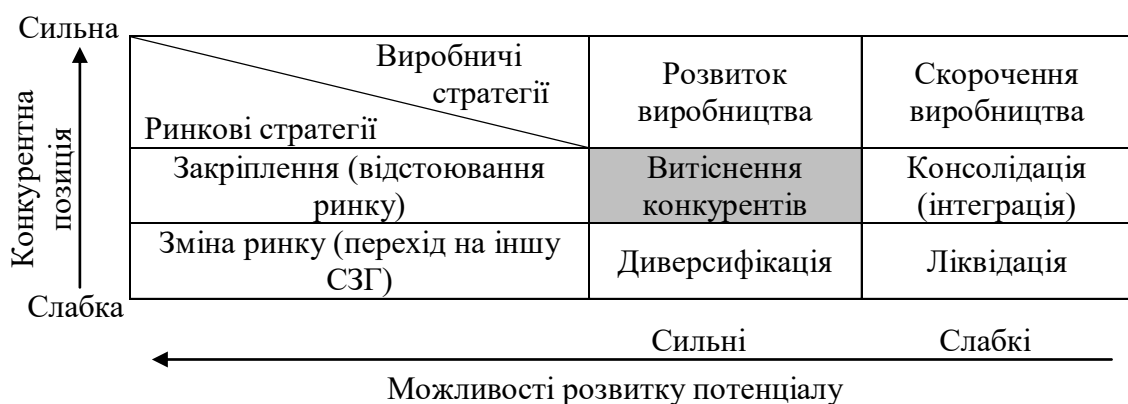 Сильна
Конкурентна
позиція
Слабка
Виробничі
стратегії
Ринкові стратегії
Розвиток
виробництва
Скорочення
виробництва
Закріплення (відстоювання
ринку)
Витіснення
конкурентів
Консолідація
(інтеграція)
Зміна ринку (перехід на іншу
СЗГ)
Диверсифікація
Ліквідація
Сильні
Слабкі
Можливості розвитку потенціалу